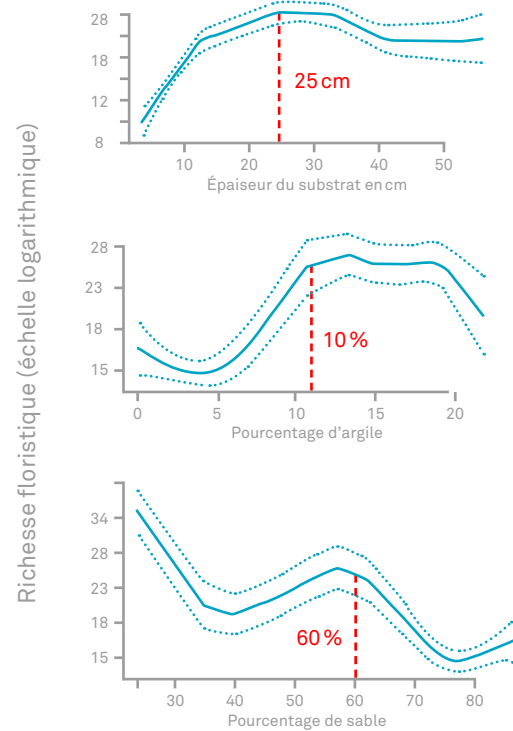 Richesse floristique (échelle logarithmique)
28
18
12
8
25 cm
10 20 30 40 50
Épaiseur du substrat en cm
28
23
18
15
10 %
0 5 10 15 20
Pourcentage d'argile
34
28
23
18
15
60 %
30 40 50 60 70 80
Pourcentage de sable